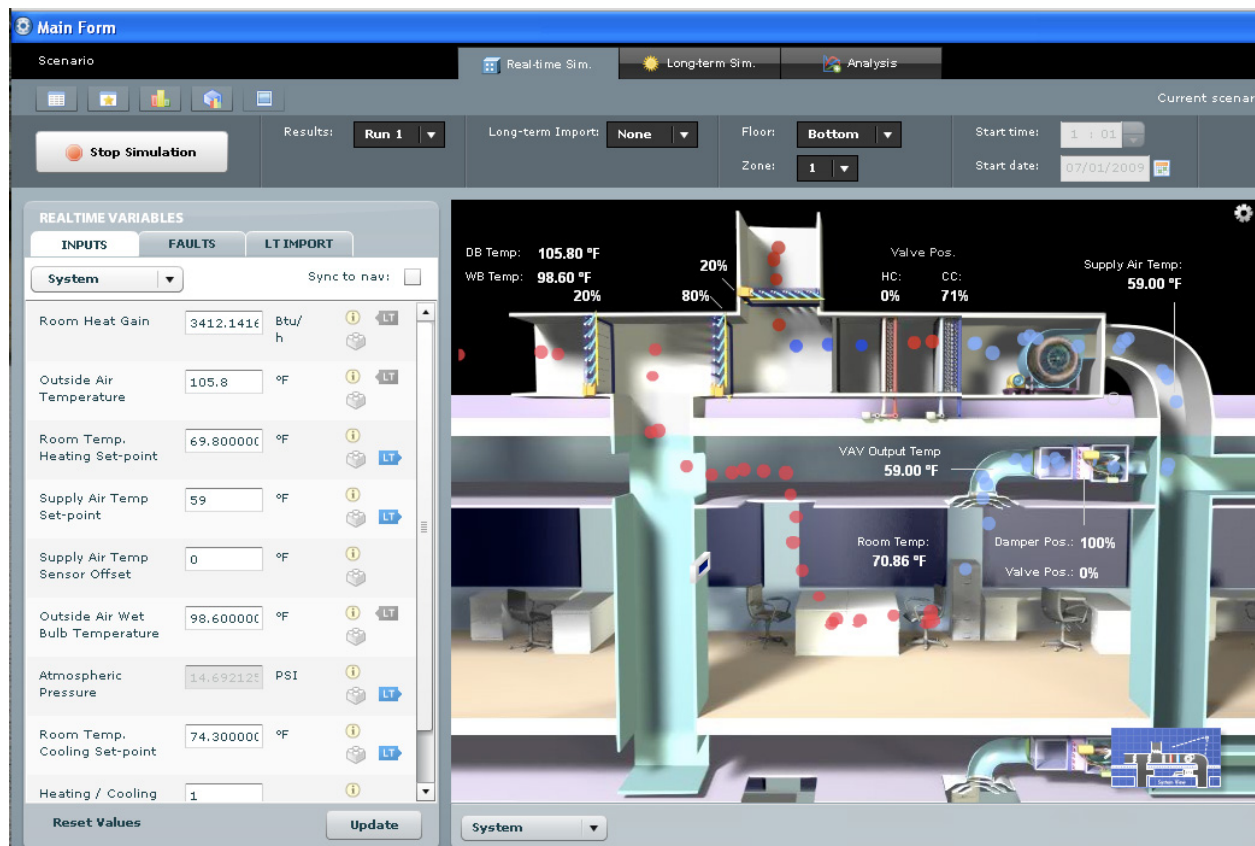 Main Form
Scenario
Real-time Sim.
Long-term Sim.
Analysis
Current scenar
Stop Simulation
Results:
Run 1
Long-term Import:
None
Floor:
Bottom
Zone:
1
Start time:
1 : 01
Start date:
07/01/2009
REALTIME VARIABLES
INPUTS
FAULTS
LT IMPORT
System
Sync to nav:
Room Heat Gain
3412.1416
Btu/
h
LT
Outside Air
Temperature
105.8
°F
LT
Room Temp.
Heating Set-point
69.800000
°F
LT
Supply Air Temp
Set-point
59
°F
LT
Supply Air Temp
Sensor Offset
0
°F
Outside Air Wet
Bulb Temperature
98.600000
°F
LT
Atmospheric
Pressure
14.692125
PSI
LT
Room Temp.
Cooling Set-point
74.300000
°F
LT
Heating / Cooling
1
Reset Values
Update
DB Temp: 105.80 °F
WB Temp: 98.60 °F
20%
20%
80%
Valve Pos.
HC: CC:
0% 71%
Supply Air Temp:
59.00 °F
VAV Output Temp
59.00 °F
Room Temp:
70.86 °F
Damper Pos.: 100%
Valve Pos.: 0%
System